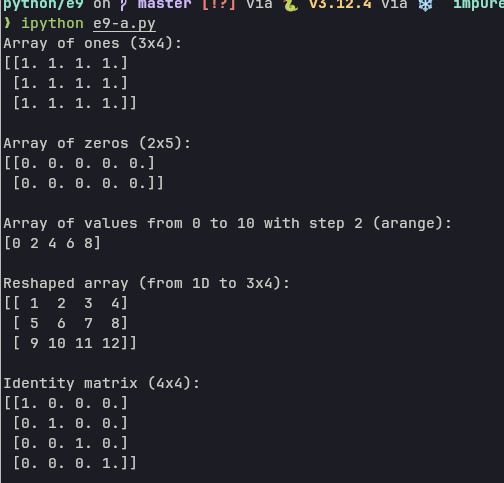 python/e9 on master [!?] via v3.12.4 via impure
❯ ipython e9-a.py
Array of ones (3x4):
[[1. 1. 1. 1.]
 [1. 1. 1. 1.]
 [1. 1. 1. 1.]]

Array of zeros (2x5):
[[0. 0. 0. 0. 0.]
 [0. 0. 0. 0. 0.]]

Array of values from 0 to 10 with step 2 (arange):
[0 2 4 6 8]

Reshaped array (from 1D to 3x4):
[[ 1  2  3  4]
 [ 5  6  7  8]
 [ 9 10 11 12]]

Identity matrix (4x4):
[[1. 0. 0. 0.]
 [0. 1. 0. 0.]
 [0. 0. 1. 0.]
 [0. 0. 0. 1.]]